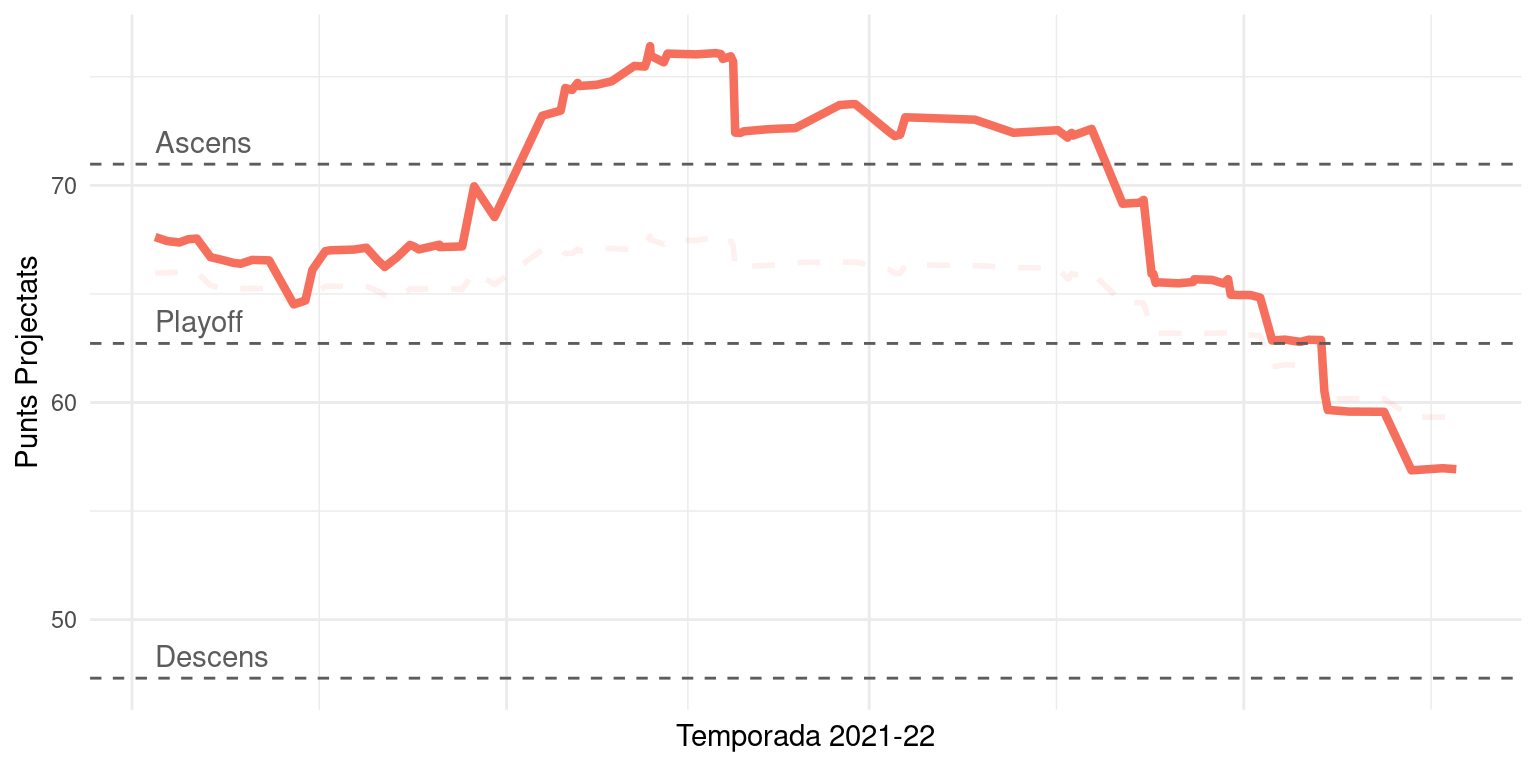 Ascens
70
Playoff
60
50
Descens
Punts Projectats
Temporada 2021-22